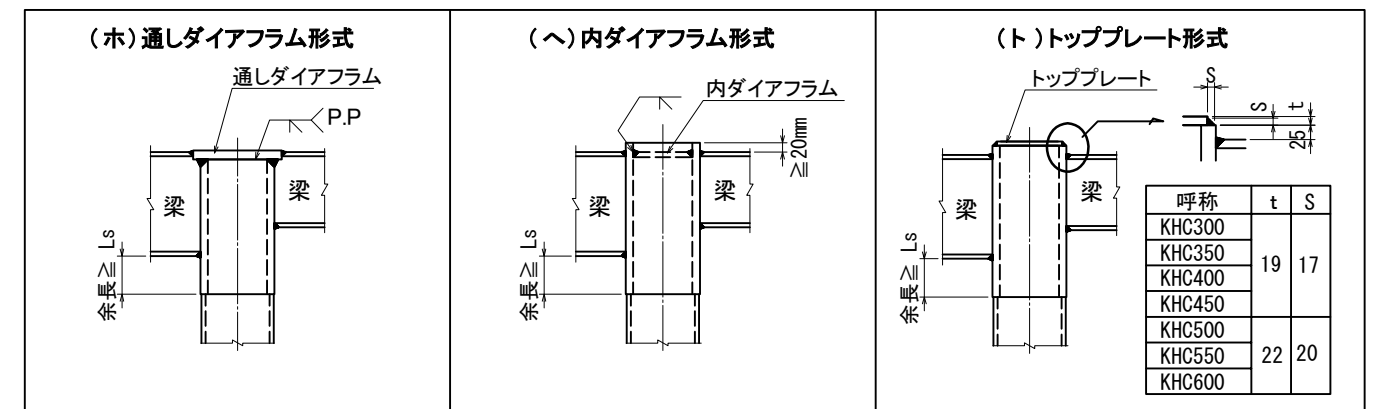 (ホ)通しダイアフラム形式
通しダイアフラム
P.P
梁
梁
余長≧ Ls
(ヘ)内ダイアフラム形式
内ダイアフラム
≧20mm
梁
梁
余長≧ Ls
(ト)トッププレート形式
トッププレート
S
S
t
25
梁
梁
余長≧ Ls
呼称 t S
KHC300
KHC350
19 17
KHC400
KHC450
KHC500
KHC550 22 20
KHC600